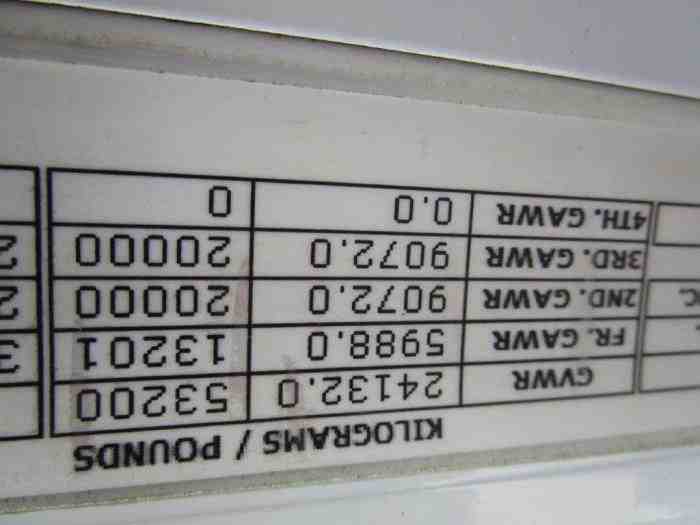 KILOGRAMS / POUNDS
GVWR 24132.0 53200
FR. GAWR 5988.0 13201
2ND. GAWR 9072.0 20000
3RD. GAWR 9072.0 20000
4TH. GAWR 0.0 0